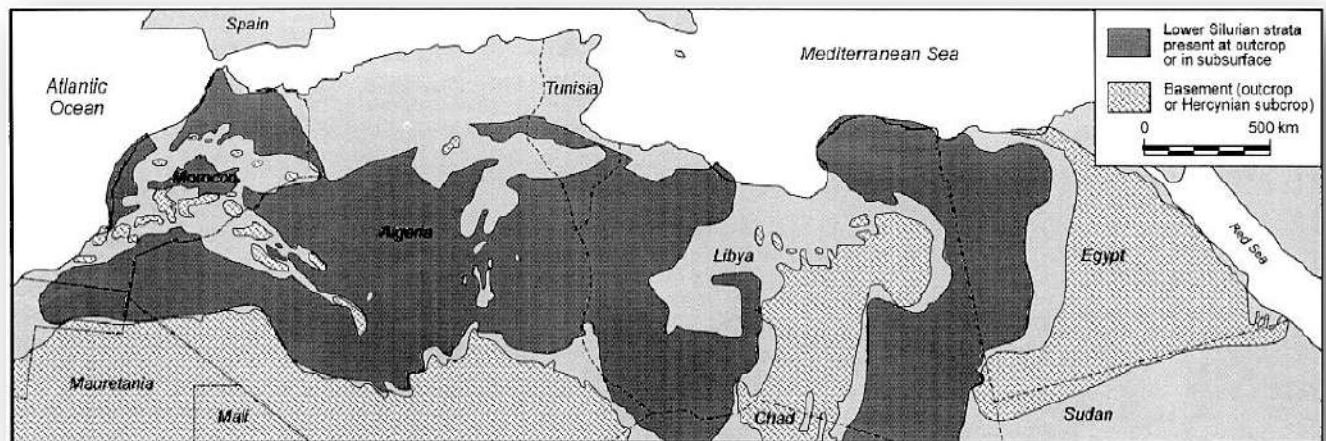 Spain
Atlantic
Ocean
Mediterranean Sea
Tunisia
Morocco
Algeria
Libya
Egypt
Red Sea
Mauretania
Mali
Chad
Sudan
Lower Silurian strata
present at outcrop
or in subsurface
Basement (outcrop
or Hercynian subcrop)
0 500 km